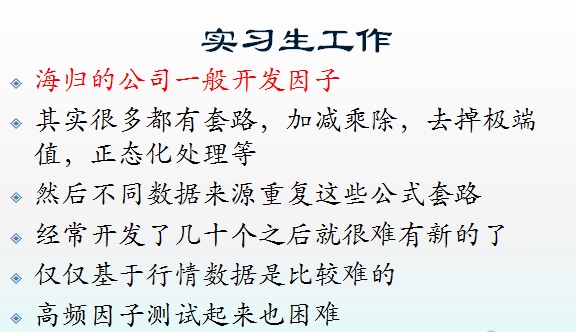 实习生工作
海归的公司一般开发因子
其实很多都有套路，加减乘除，去掉极端
值，正态化处理等
然后不同数据来源重复这些公式套路
经常开发了几十个之后就很难有新的了
仅仅基于行情数据是比较难的
高频因子测试起来也困难